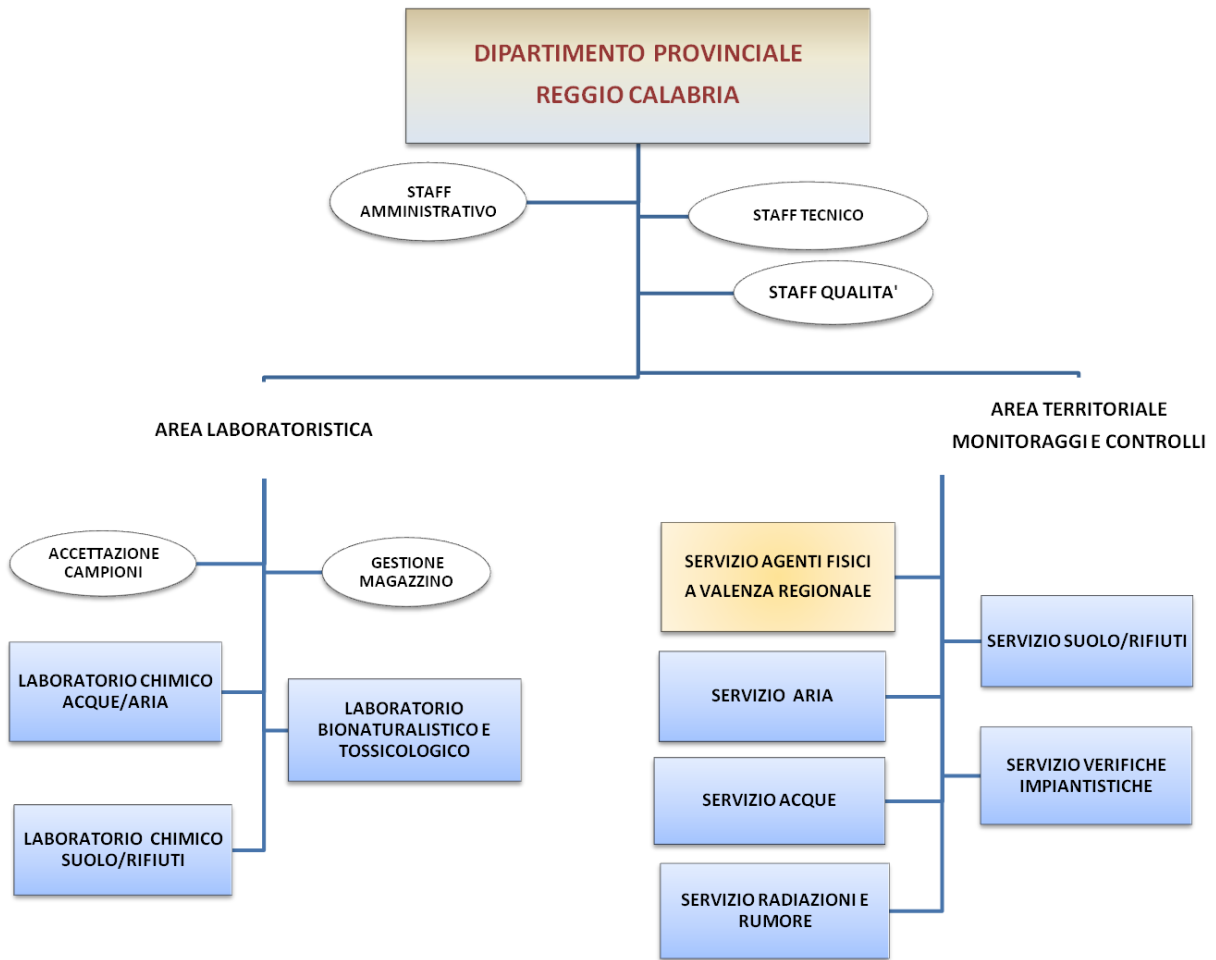 DIPARTIMENTO PROVINCIALE
REGGIO CALABRIA
STAFF
AMMINISTRATIVO
STAFF TECNICO
STAFF QUALITA'
AREA LABORATORISTICA
AREA TERRITORIALE
MONITORAGGI E CONTROLLI
ACCETTAZIONE
CAMPIONI
GESTIONE
MAGAZZINO
LABORATORIO CHIMICO
ACQUE/ARIA
LABORATORIO
BIONATURALISTICO E
TOSSICOLOGICO
LABORATORIO CHIMICO
SUOLO/RIFIUTI
SERVIZIO AGENTI FISICI
A VALENZA REGIONALE
SERVIZIO SUOLO/RIFIUTI
SERVIZIO ARIA
SERVIZIO VERIFICHE
IMPIANTISTICHE
SERVIZIO ACQUE
SERVIZIO RADIAZIONI E
RUMORE